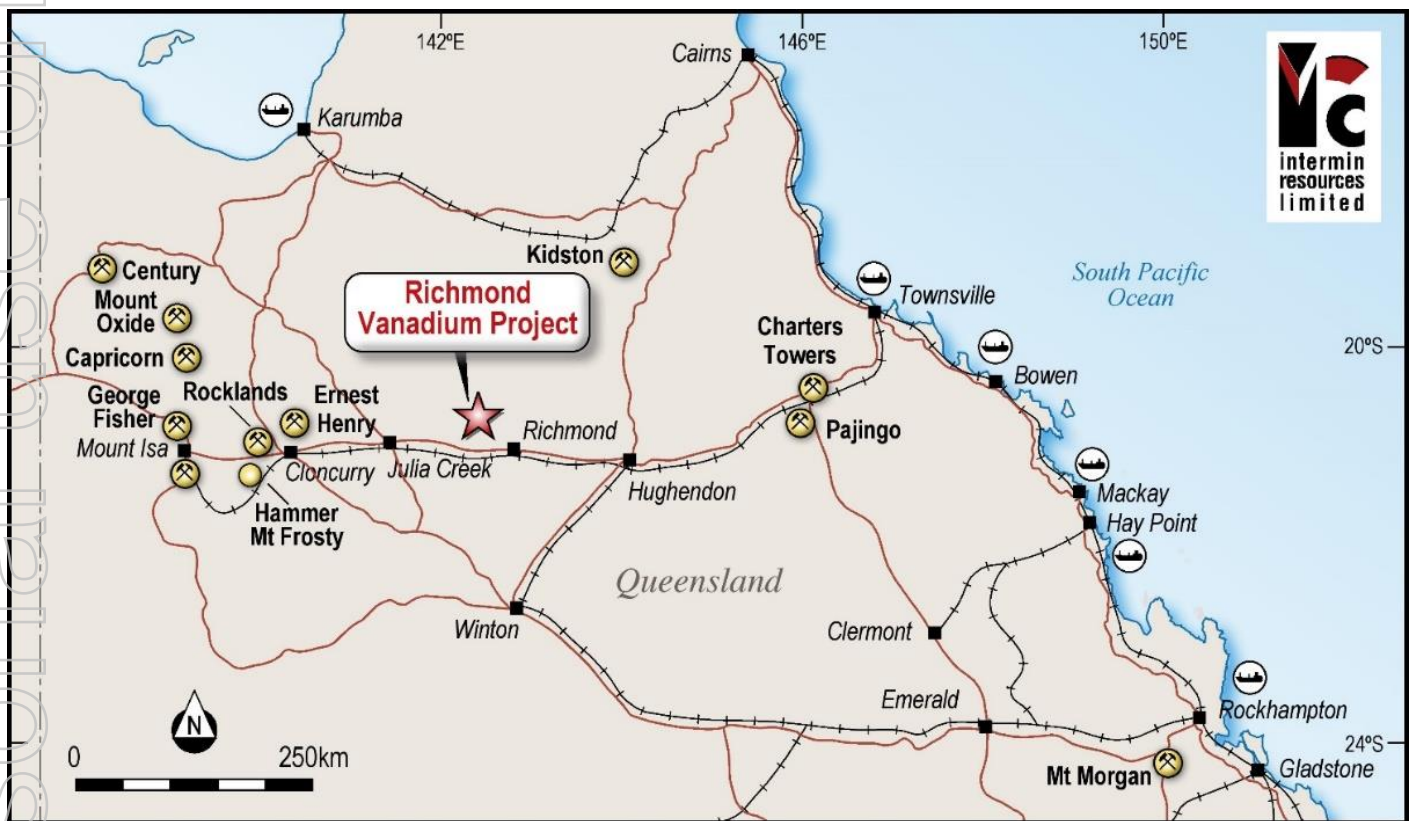 142ºE
146ºE
150ºE
Cairns
Karumba
intermin
resources
limited
Kidston
Century
South Pacific
Ocean
Richmond
Vanadium Project
Mount
Oxide
Townsville
Charters
Towers
20ºS
Capricorn
Bowen
Rocklands
George
Fisher
Ernest
Henry
Mount Isa
Richmond
Pajingo
Cloncurry
Julia Creek
Hughendon
Mackay
Hay Point
Hammer
Mt Frosty
Queensland
Winton
Clermont
Emerald
Rockhampton
N
0
250km
24ºS
Mt Morgan
Gladstone